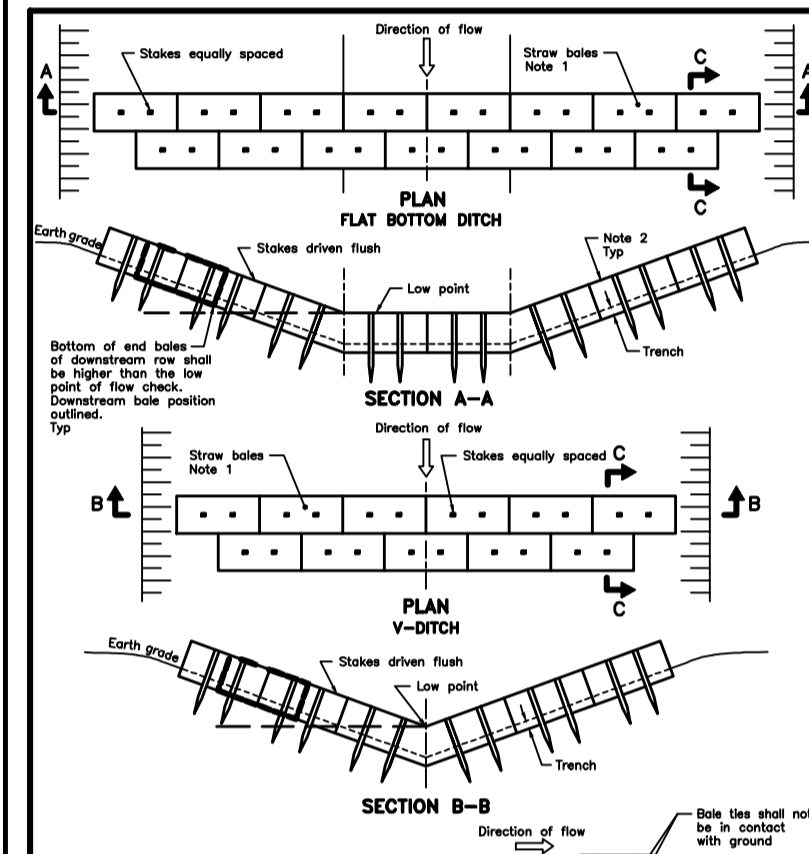 Direction of flow
Stakes equally spaced
Straw bales
Note 1
C
A
A
PLAN
FLAT BOTTOM DITCH
C
Earth grade
Stakes driven flush
Note 2
Typ
Low point
Bottom of end bales
of downstream row shall
be higher than the low
point of flow check.
Downstream bale position
outlined.
Typ
Trench
SECTION A-A
Direction of flow
Straw bales
Note 1
Stakes equally spaced
C
B
B
PLAN
V-DITCH
C
Earth grade
Stakes driven flush
Low point
Trench
SECTION B-B
Direction of flow
Bale ties shall not
be in contact
with ground